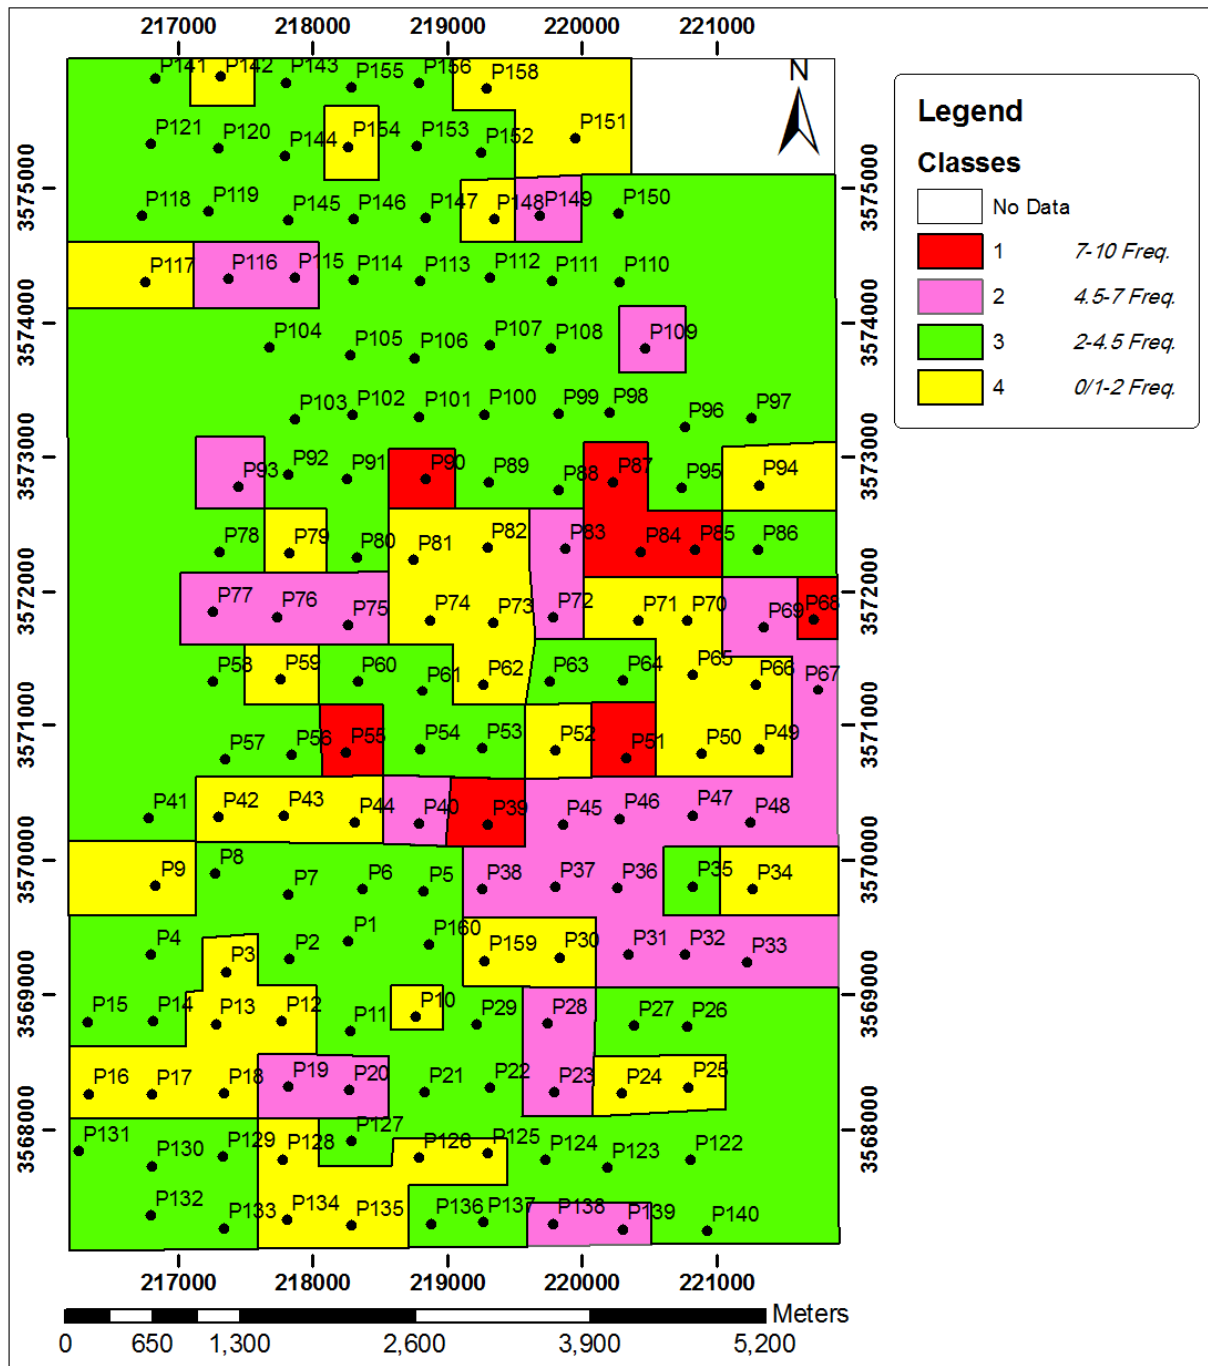 217000 218000 219000 220000 221000
N
P141 P142 P143 P155 P156 P158
P121 P120 P144 P154 P153 P152 P151
P118 P119 P145 P146 P147 P148 P149 P150
P117 P116 P115 P114 P113 P112 P111 P110
P104 P105 P106 P107 P108 P109
P103 P102 P101 P100 P99 P98 P96 P97
P93 P92 P91 P90 P89 P88 P87 P95 P94
P78 P79 P80 P81 P82 P83 P84 P85 P86
P77 P76 P75 P74 P73 P72 P71 P70 P69 P68
P58 P59 P60 P61 P62 P63 P64 P65 P66 P67
P57 P56 P55 P54 P53 P52 P51 P50 P49
P41 P42 P43 P44 P40 P39 P45 P46 P47 P48
P9 P8 P7 P6 P5 P38 P37 P36 P35 P34
P4 P3 P2 P1 P160 P159 P30 P31 P32 P33
P15 P14 P13 P12 P11 P10 P29 P28 P27 P26
P16 P17 P18 P19 P20 P21 P22 P23 P24 P25
P131 P130 P129 P128 P127 P126 P125 P124 P123 P122
P132 P133 P134 P135 P136 P137 P138 P139 P140
3575000
3574000
3573000
3572000
3571000
3570000
3569000
3568000
3575000
3574000
3573000
3572000
3571000
3570000
3569000
3568000
217000 218000 219000 220000 221000
Meters
0 650 1,300 2,600 3,900 5,200
Legend
Classes
No Data
1 7-10 Freq.
2 4.5-7 Freq.
3 2-4.5 Freq.
4 0/1-2 Freq.